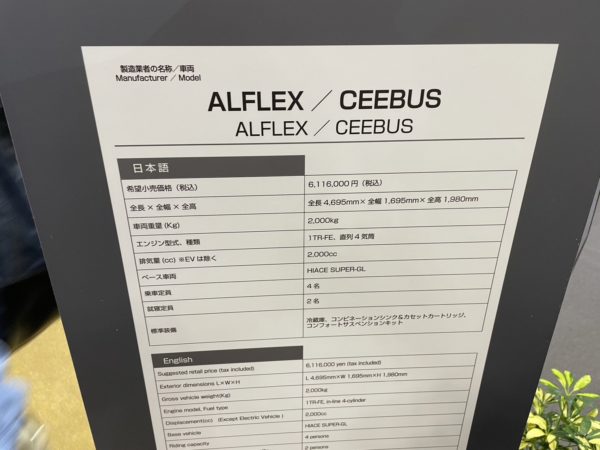 製造業者の名称／車両
Manufacturer / Model
ALFLEX ／ CEEBUS
ALFLEX ／ CEEBUS
日本語
希望小売価格（税込） 6,116,000 円（税込）
全長 × 全幅 × 全高 全長 4,695mm× 全幅 1,695mm× 全高 1,980mm
車両重量 (Kg) 2,000kg
エンジン型式、種類 1TR-FE、直列 4 気筒
排気量 (cc) ※EV は除く 2,000cc
ベース車両 HIACE SUPER-GL
乗車定員 4 名
就寝定員 2 名
標準装備 冷蔵庫、コンビネーションシンク&カセットカートリッジ、
コンフォートサスペンションキット
English
Suggested retail price (tax included) 6,116,000 yen (tax included)
Exterior dimensions L×W×H L 4,695mm×W 1,695mm×H 1,980mm
Gross vehicle weight(Kg) 2,000kg
Engine model, Fuel type 1TR-FE, in-line 4-cylinder
Displacement(cc) (Except Electric Vehicle ) 2,000cc
Base vehicle HIACE SUPER-GL
Riding capacity 4 persons
2 persons